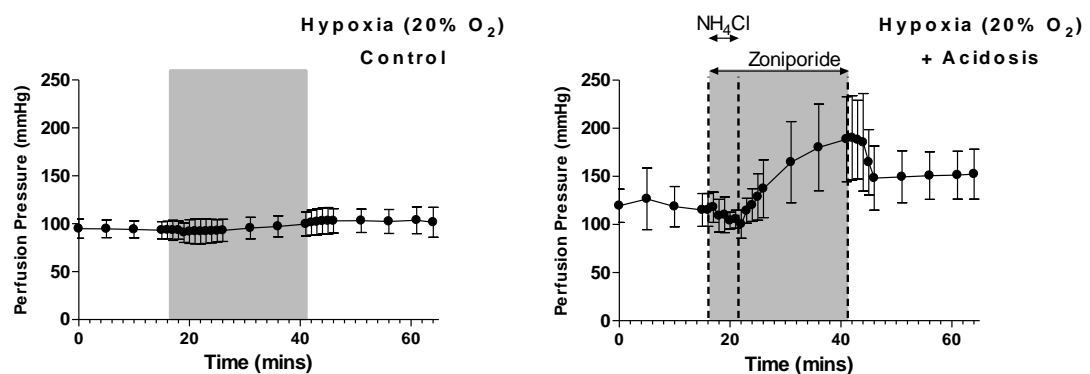 Hypoxia (20% O₂)
Control
250
200
150
100
50
0
Perfusion Pressure (mmHg)
0 20 40 60
Time (mins)
NH₄Cl
Hypoxia (20% O₂)
Zoniporide
+ Acidosis
250
200
150
100
50
0
Perfusion Pressure (mmHg)
0 20 40 60
Time (mins)